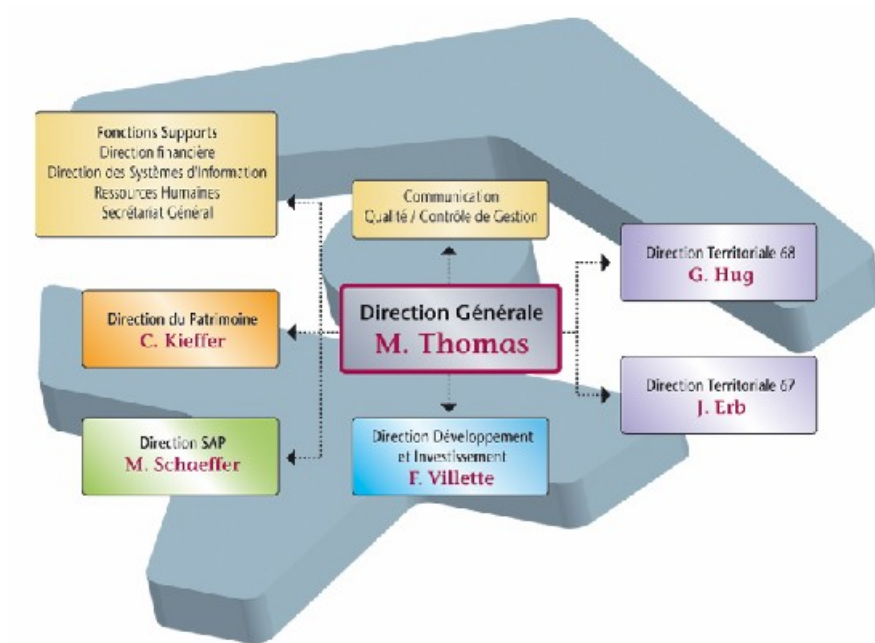 Fonctions Supports
Direction financière
Direction des Systèmes d'Information
Ressources Humaines
Secrétariat Général
Communication
Qualité / Contrôle de Gestion
Direction Territoriale 68
G. Hug
Direction du Patrimoine
C. Kieffer
Direction Générale
M. Thomas
Direction Territoriale 67
J. Erb
Direction SAP
M. Schaeffer
Direction Développement
et Investissement
F. Villette